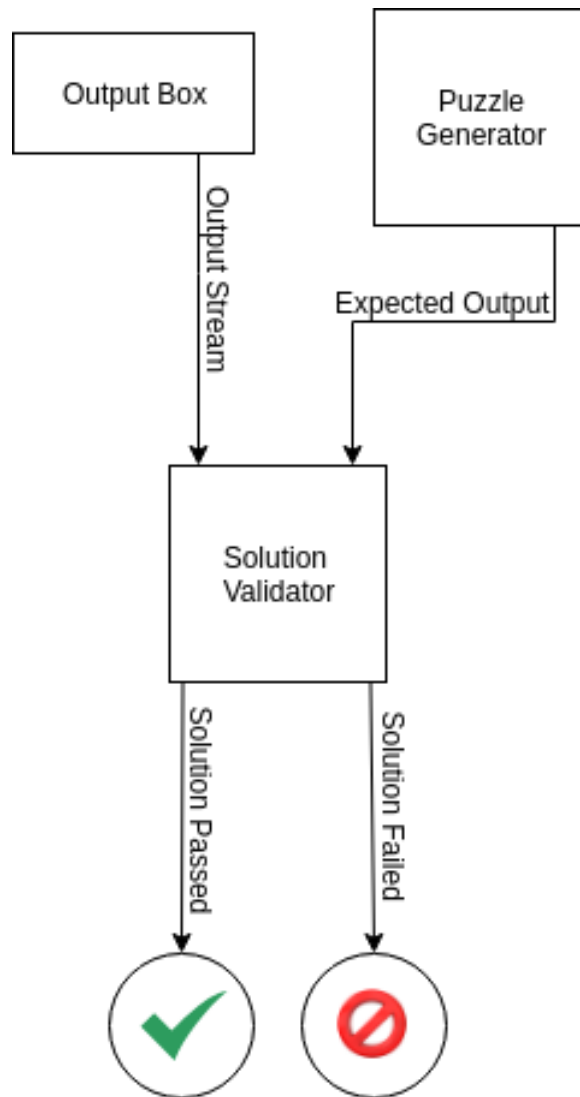 Output Box
Puzzle
Generator
Output Stream
Expected Output
Solution
Validator
Solution Passed
Solution Failed